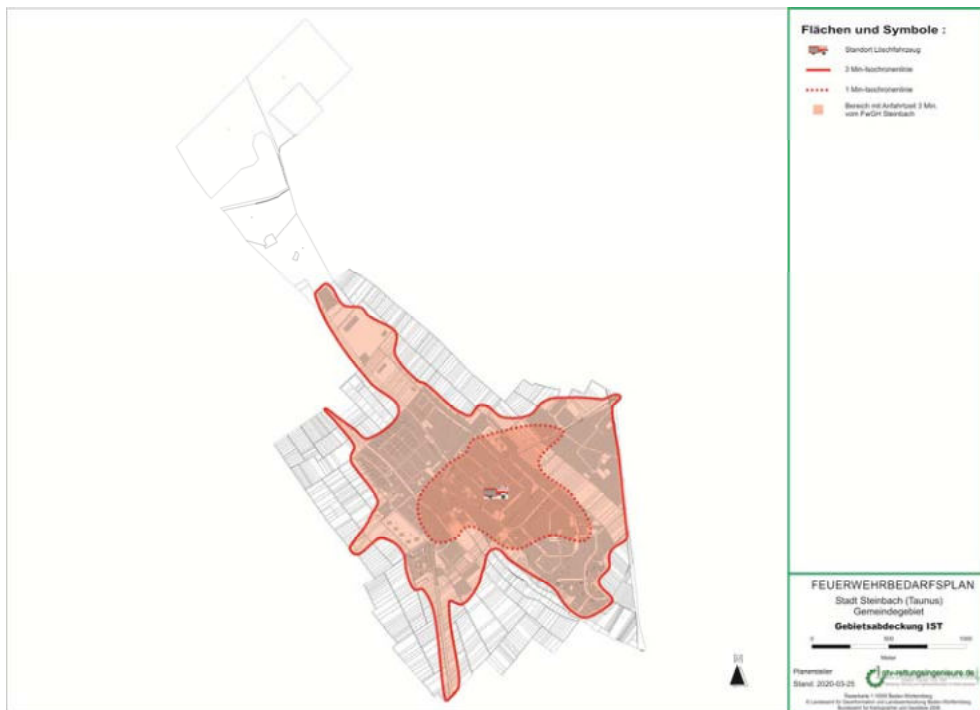 Flächen und Symbole :
Standort Löschfahrzeug
3 Min-Isochronenlinie
1 Min-Isochronenlinie
Bereich mit Anfahrtzeit 3 Min.
vom FwGH Steinbach
FEUERWEHRBEDARFSPLAN
Stadt Steinbach (Taunus)
Gemeindegebiet
Gebietsabdeckung IST
0 500 1000
Meter
N
Planersteller
Stand: 2020-03-25
-rettungsingenieure.de